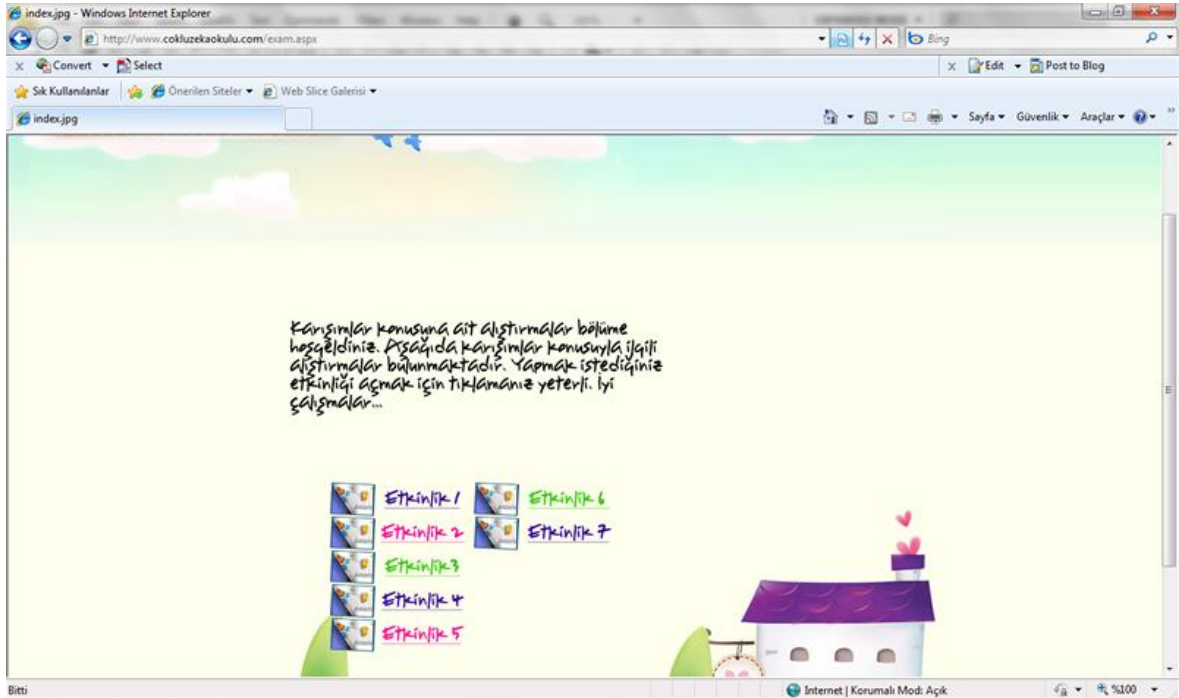 index.jpg - Windows Internet Explorer
http://www.cokluzekaokulu.com/exam.aspx
Bing
x Convert Select
x Edit Post to Blog
Sık Kullanılanlar Önerilen Siteler Web Slice Galerisi
index.jpg
Sayfa Güvenlik Araçlar
Karışımlar konusuna ait alıştırmalar bölüme
hoşgeldiniz. Aşağıda karışımlar konusuyla ilgili
alıştırmalar bulunmaktadır. Yapmak istediğiniz
etkinliği açmak için tıklamanız yeterli. İyi
çalışmalar...
Etkinlik 1 Etkinlik 6
Etkinlik 2 Etkinlik 7
Etkinlik 3
Etkinlik 4
Etkinlik 5
Bitti
Internet | Korumalı Mod: Açık
%100